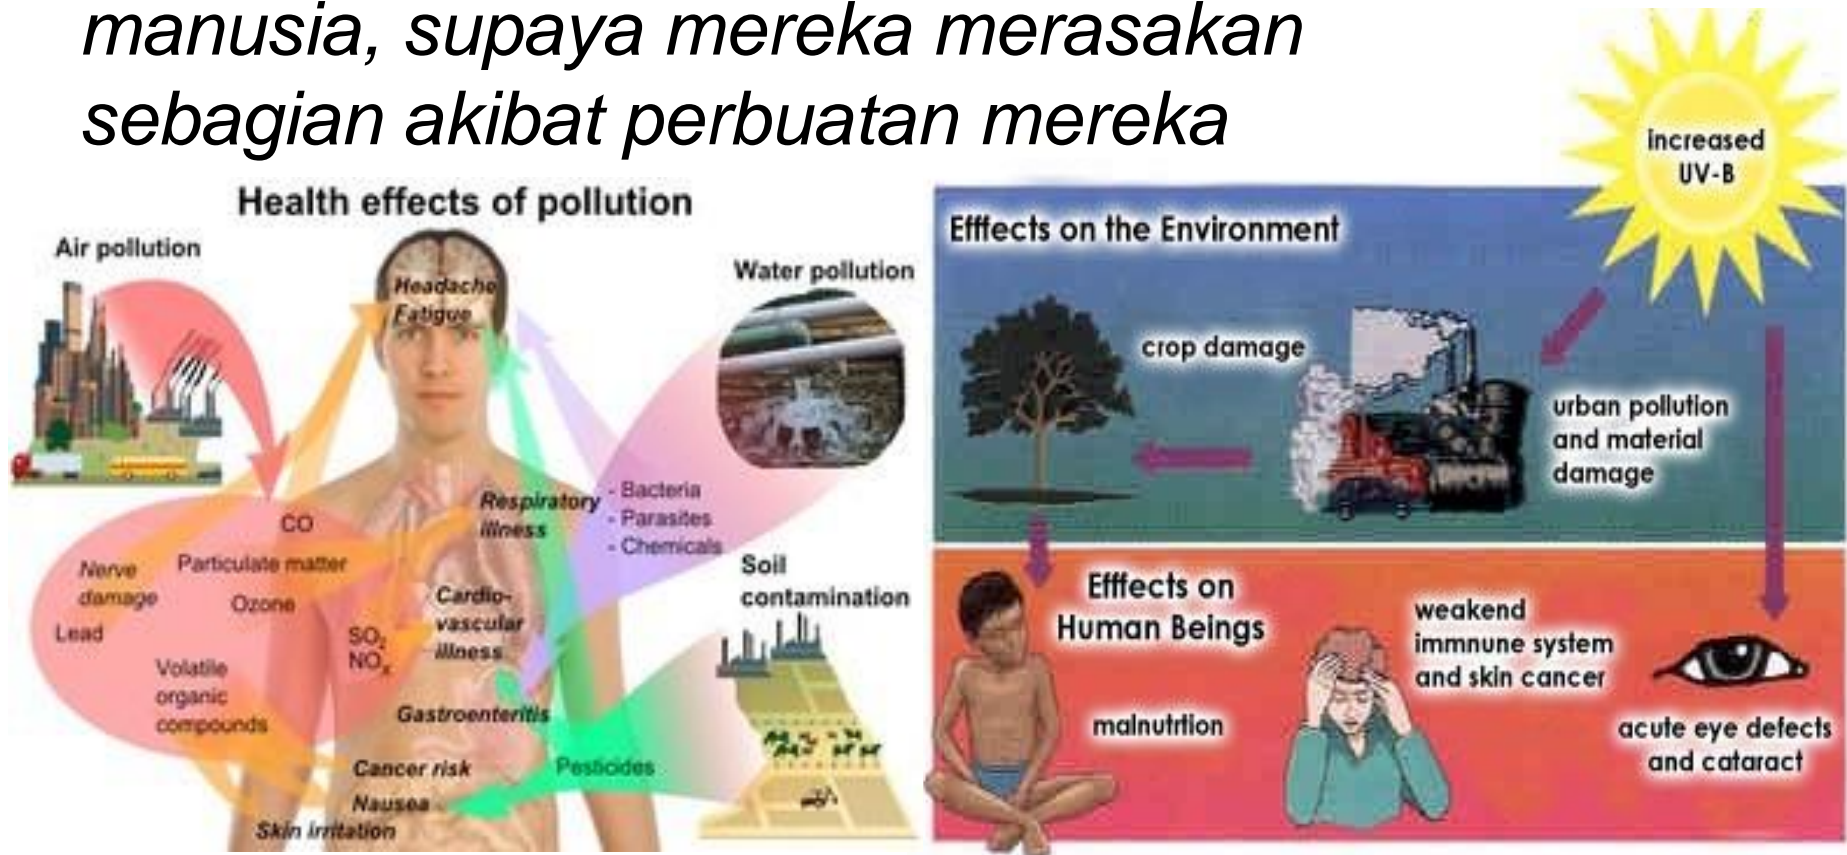 manusia, supaya mereka merasakan
sebagian akibat perbuatan mereka
Health effects of pollution
Air pollution
Headache
Fatigue
Water pollution
CO
Particulate matter
Nerve
damage
Ozone
Lead
SO₂
NOₓ
Volatile
organic
compounds
Respiratory
illness
- Bacteria
- Parasites
- Chemicals
Cardio-
vascular
illness
Soil
contamination
Gastroenteritis
Cancer risk
Pesticides
Nausea
Skin irritation
increased
UV-B
Efffects on the Environment
crop damage
urban pollution
and material
damage
Efffects on
Human Beings
malnutrtion
weakend
immnune system
and skin cancer
acute eye defects
and cataract